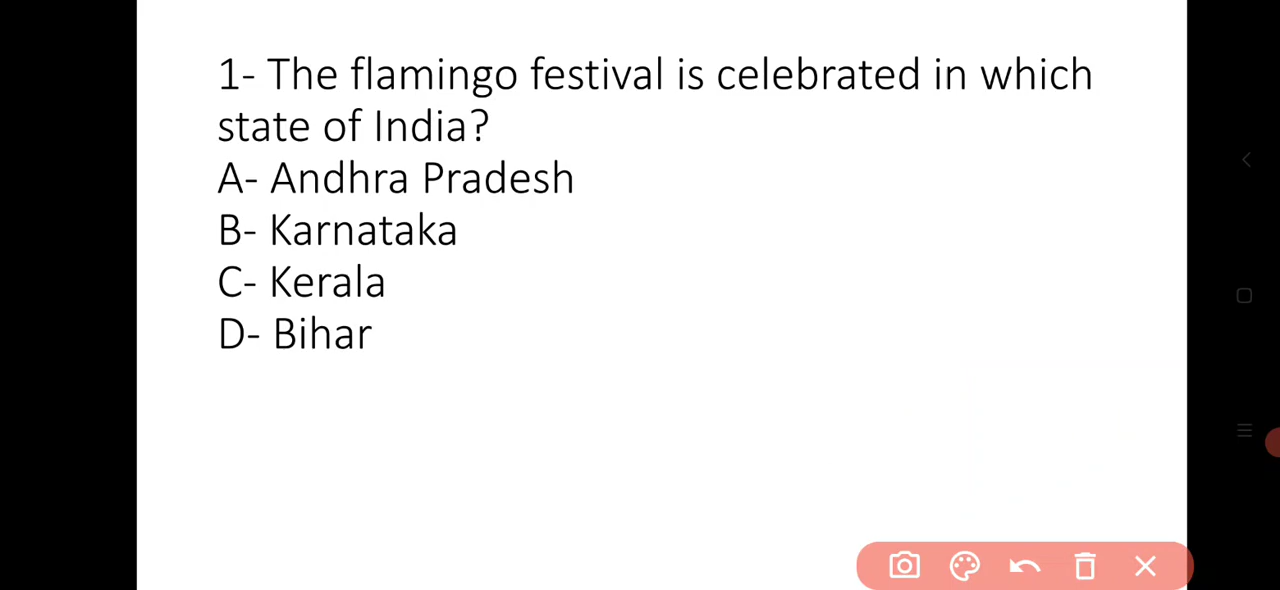 1- The flamingo festival is celebrated in which
state of India?
A- Andhra Pradesh
B- Karnataka
C- Kerala
D- Bihar